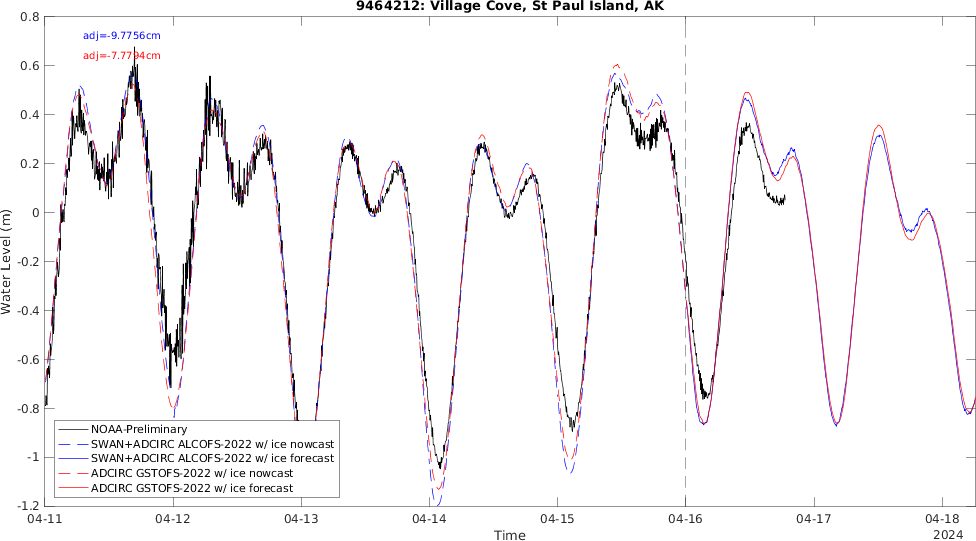 9464212: Village Cove, St Paul Island, AK
adj=-9.7756cm
adj=-7.7794cm
Water Level (m)
0.8
0.6
0.4
0.2
0
-0.2
-0.4
-0.6
-0.8
-1
-1.2
NOAA-Preliminary
SWAN+ADCIRC ALCOFS-2022 w/ ice nowcast
SWAN+ADCIRC ALCOFS-2022 w/ ice forecast
ADCIRC GSTOFS-2022 w/ ice nowcast
ADCIRC GSTOFS-2022 w/ ice forecast
04-11 04-12 04-13 04-14 04-15 04-16 04-17 04-18
Time
2024